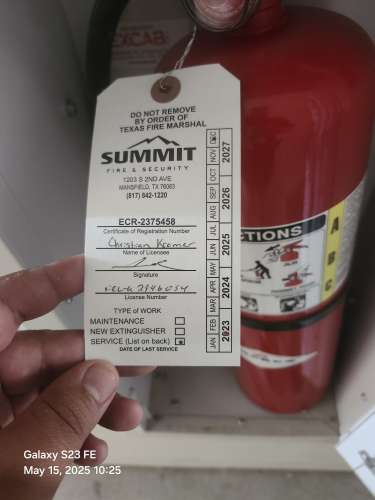 EXCAB
DO NOT REMOVE
BY ORDER OF
TEXAS FIRE MARSHAL
SUMMIT
FIRE & SECURITY
1203 S 2ND AVE
MANSFIELD, TX 76063
(817) 842-1220
ECR-2375458
Certificate of Registration Number
Christian Kramer
Name of Licensee
Signature
License Number
TYPE OF WORK
MAINTENANCE
NEW EXTINGUISHER
SERVICE (List on back)
DATE OF LAST SERVICE
JAN FEB MAR APR MAY JUN JUL AUG SEP OCT NOV DEC
2023 2024 2025 2026 2027
CTIONS
A
B
C
Galaxy S23 FE
May 15, 2025 10:25